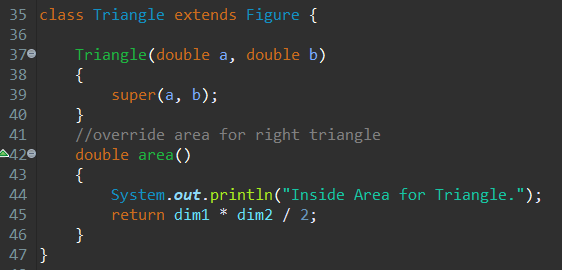 35 class Triangle extends Figure {
36
37 Triangle(double a, double b)
38 {
39 super(a, b);
40 }
41 //override area for right triangle
42 double area()
43 {
44 System.out.println("Inside Area for Triangle.");
45 return dim1 * dim2 / 2;
46 }
47 }